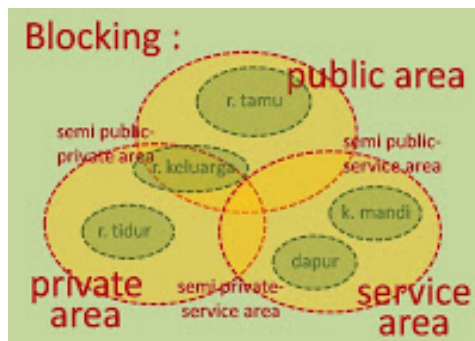 Blocking :
public area
r. tamu
semi public-
private area
semi public-
service area
r. keluarga
k. mandi
r. tidur
dapur
private
area
semi-private-
service area
service
area